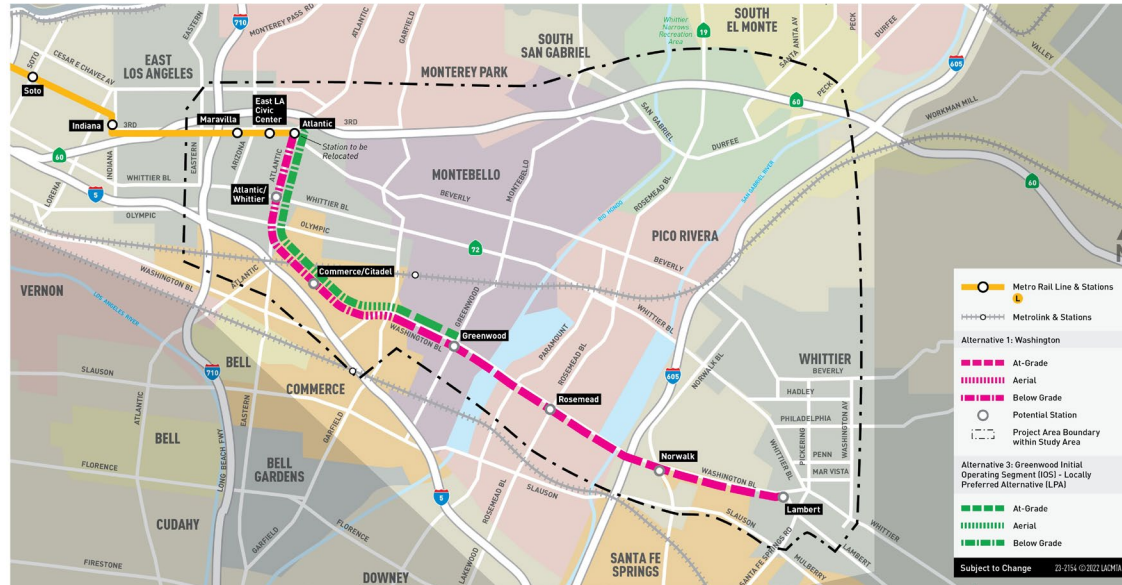 710
EASTERN
MONTEREY PASS RD
ATLANTIC
GARFIELD
Whittier
Narrows
Recreation
Area
19
SOUTH
EL MONTE
SANTA ANITA AV
PECK
DURFEE
605
VALLEY
SOTO
CESAR E CHAVEZ AV
EAST
LOS ANGELES
SOUTH
SAN GABRIEL
MONTEREY PARK
PECK
60
WORKMAN MILL
Soto
Indiana
3RD
Maravilla
East LA
Civic
Center
Atlantic
3RD
SAN GABRIEL
DURFEE
Station to be
Relocated
60
INDIANA
EASTERN
ARIZONA
ATLANTIC
60
LORENA
WHITTIER BL
5
OLYMPIC
Atlantic/
Whittier
WHITTIER BL
OLYMPIC
MONTEBELLO
BEVERLY
MONTEBELLO
72
RIO HONDO
ROSEMEAD BL
SAN GABRIEL RIVER
PICO RIVERA
BEVERLY
WHITTIER BL
Commerce/Citadel
WASHINGTON BL
ATLANTIC
VERNON
LOS ANGELES RIVER
WASHINGTON BL
GREENWOOD
Greenwood
PARAMOUNT
ROSEMEAD BL
605
NORWALK BL
WHITTIER
BEVERLY
HADLEY
PHILADELPHIA
PICKERING
PENN
WASHINGTON AV
MAR VISTA
WHITTIER BL
710
BELL
SLAUSON
COMMERCE
ATLANTIC
EASTERN
GARFIELD
Rosemead
Norwalk
WASHINGTON BL
Lambert
BELL
LONG BEACH FWY
BELL
GARDENS
FLORENCE
5
ROSEMEAD BL
SLAUSON
SLAUSON
WHITTIER
LAMBERT
SANTA FE SPRINGS RD
MULBERRY
CUDAHY
GARFIELD
FLORENCE
FIRESTONE
DOWNEY
LAKEWOOD
SANTA FE
SPRINGS
Metro Rail Line & Stations
L
Metrolink & Stations
Alternative 1: Washington
At-Grade
Aerial
Below Grade
Potential Station
Project Area Boundary
within Study Area
Alternative 3: Greenwood Initial
Operating Segment (IOS) - Locally
Preferred Alternative (LPA)
At-Grade
Aerial
Below Grade
Subject to Change
23-2154 ©2022 LACMTA